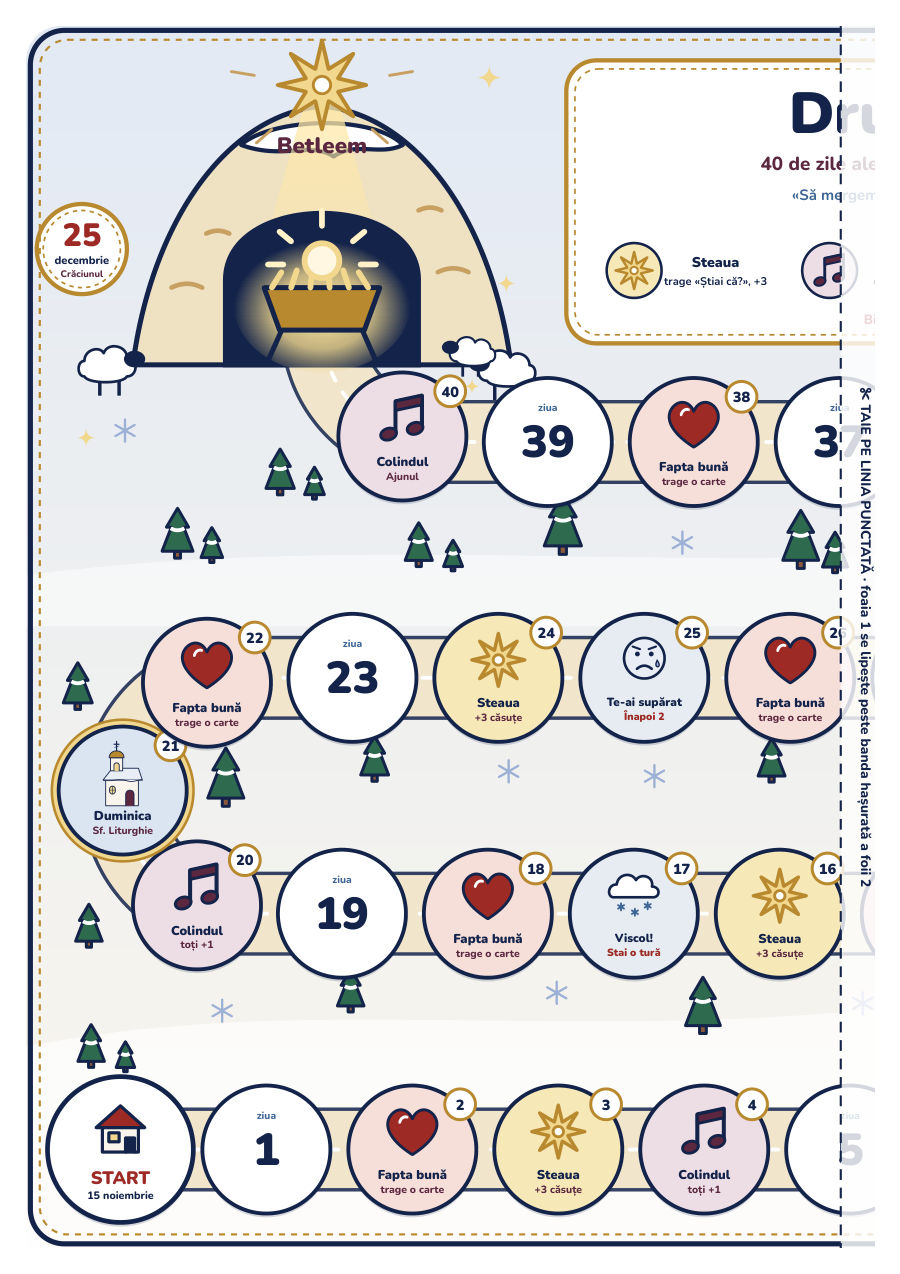 Betleem
Dru
40 de zile ale
«Să mergem
25
decembrie
Crăciunul
Steaua
trage «Știai că?», +3
Bi
40
Colindul
Ajunul
ziua
39
38
Fapta bună
trage o carte
ziua
37
✂ TAIE PE LINIA PUNCTATĂ · foaia 1 se lipește peste banda hașurată a foii 2
22
Fapta bună
trage o carte
ziua
23
24
Steaua
+3 căsuțe
25
Te-ai supărat
Înapoi 2
26
Fapta bună
trage o carte
21
Duminica
Sf. Liturghie
20
Colindul
toți +1
ziua
19
18
Fapta bună
trage o carte
17
Viscol!
Stai o tură
16
Steaua
+3 căsuțe
START
15 noiembrie
ziua
1
2
Fapta bună
trage o carte
3
Steaua
+3 căsuțe
4
Colindul
toți +1
ziua
5